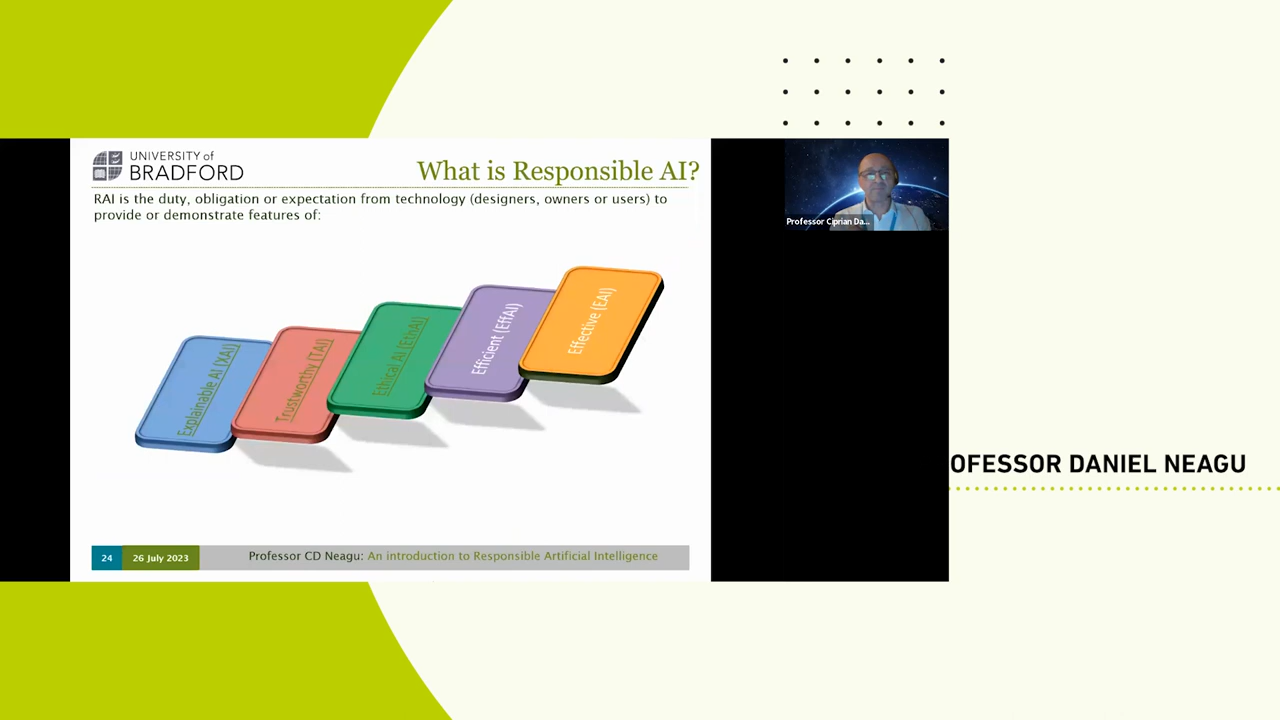 UNIVERSITY of
BRADFORD
What is Responsible AI?
RAI is the duty, obligation or expectation from technology (designers, owners or users) to
provide or demonstrate features of:
Explainable AI (XAI)
Trustworthy (TAI)
Ethical AI (EthAI)
Efficient (EffAI)
Effective (EAI)
24
26 July 2023
Professor CD Neagu: An introduction to Responsible Artificial Intelligence
Professor Ciprian Da...
OFESSOR DANIEL NEAGU